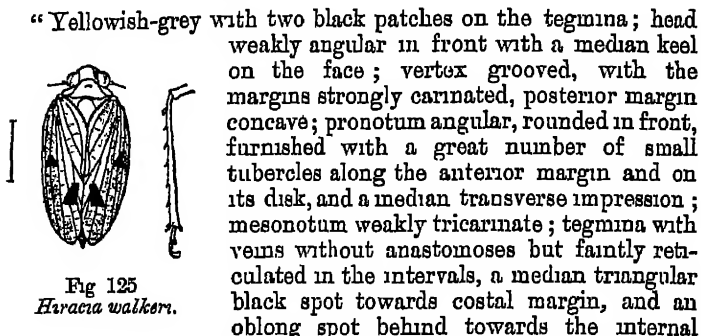 “Yellowish-grey with two black patches on the tegmina; head
weakly angular in front with a median keel
on the face; vertex grooved, with the
margins strongly carinated, posterior margin
concave; pronotum angular, rounded in front,
furnished with a great number of small
tubercles along the anterior margin and on
its disk, and a median transverse impression;
mesonotum weakly tricarinate; tegmina with
veins without anastomoses but faintly reti-
culated in the intervals, a median triangular
black spot towards costal margin, and an
oblong spot behind towards the internal
Fig 125
Hiracia walkeri.